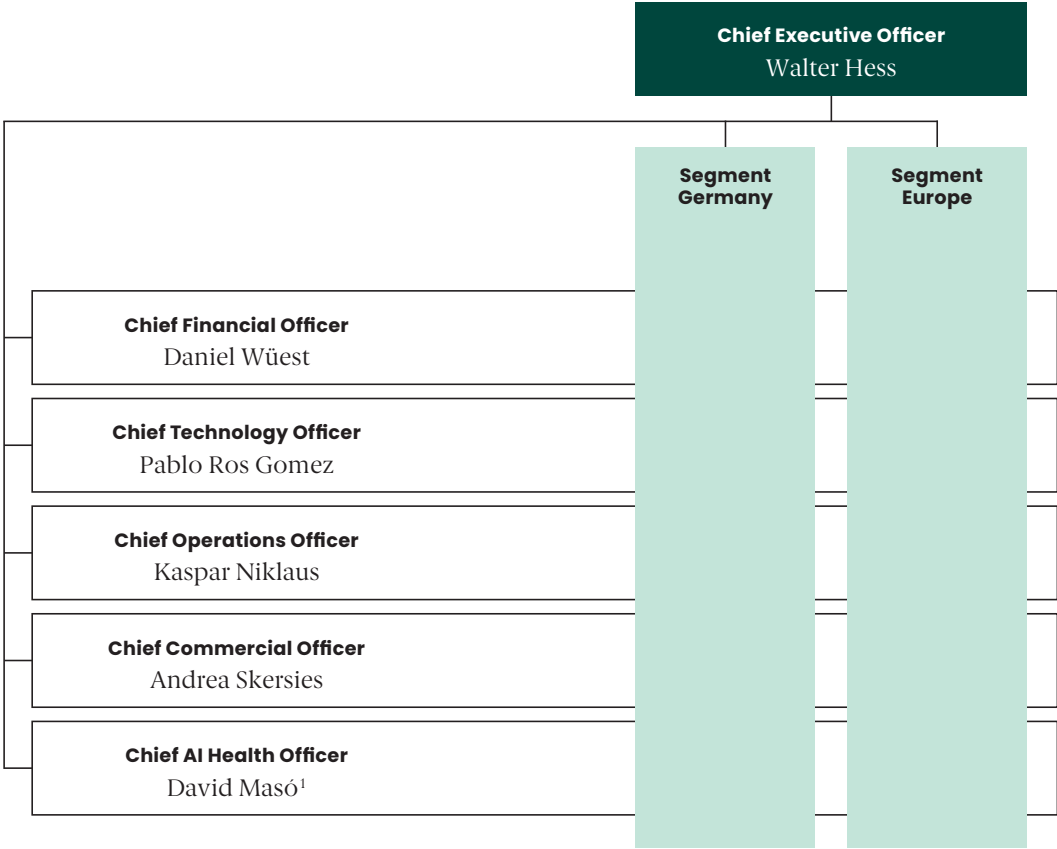 Chief Executive Officer
Walter Hess
Segment
Germany
Segment
Europe
Chief Financial Officer
Daniel Wüest
Chief Technology Officer
Pablo Ros Gomez
Chief Operations Officer
Kaspar Niklaus
Chief Commercial Officer
Andrea Skersies
Chief AI Health Officer
David Masó¹